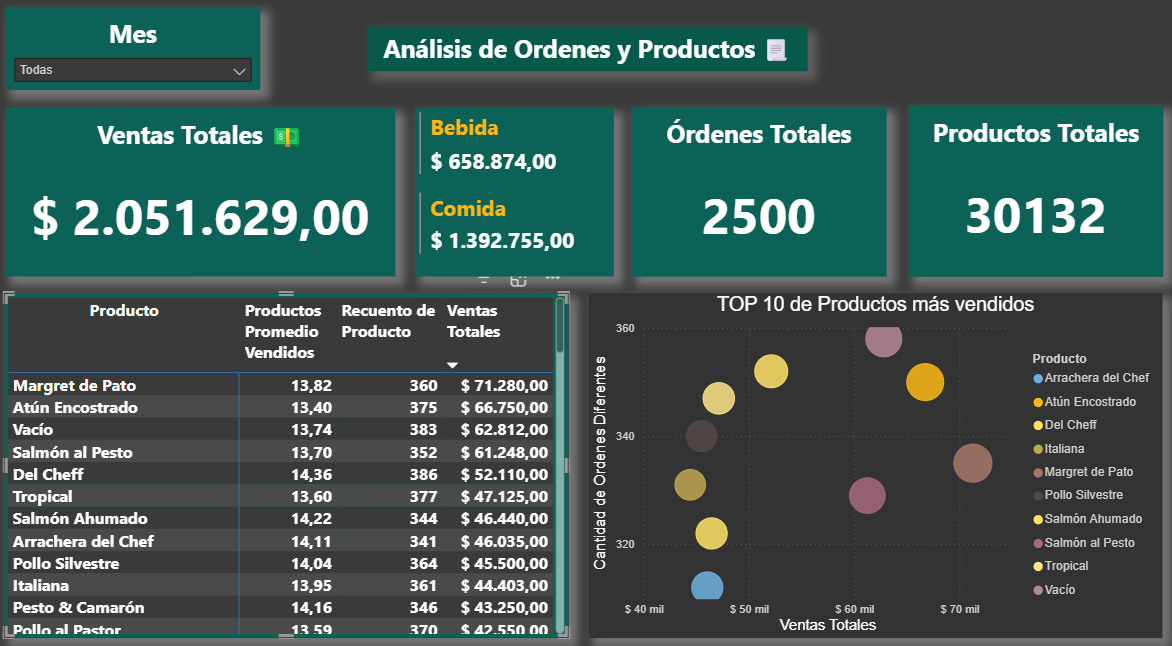 Mes
Todas
Análisis de Ordenes y Productos
Ventas Totales
$ 2.051.629,00
Bebida
$ 658.874,00
Comida
$ 1.392.755,00
Órdenes Totales
2500
Productos Totales
30132
Producto Productos Promedio Vendidos Recuento de Producto Ventas Totales
Margret de Pato 13,82 360 $ 71.280,00
Atún Encostrado 13,40 375 $ 66.750,00
Vacío 13,74 383 $ 62.812,00
Salmón al Pesto 13,70 352 $ 61.248,00
Del Cheff 14,36 386 $ 52.110,00
Tropical 13,60 377 $ 47.125,00
Salmón Ahumado 14,22 344 $ 46.440,00
Arrachera del Chef 14,11 341 $ 46.035,00
Pollo Silvestre 14,04 364 $ 45.500,00
Italiana 13,95 361 $ 44.403,00
Pesto & Camarón 14,16 346 $ 43.250,00
Pollo al Pastor 13,59 370 $ 42.550,00
TOP 10 de Productos más vendidos
Cantidad de Ordenes Diferentes
360
340
320
$ 40 mil $ 50 mil $ 60 mil $ 70 mil
Ventas Totales
Producto
Arrachera del Chef
Atún Encostrado
Del Cheff
Italiana
Margret de Pato
Pollo Silvestre
Salmón Ahumado
Salmón al Pesto
Tropical
Vacío